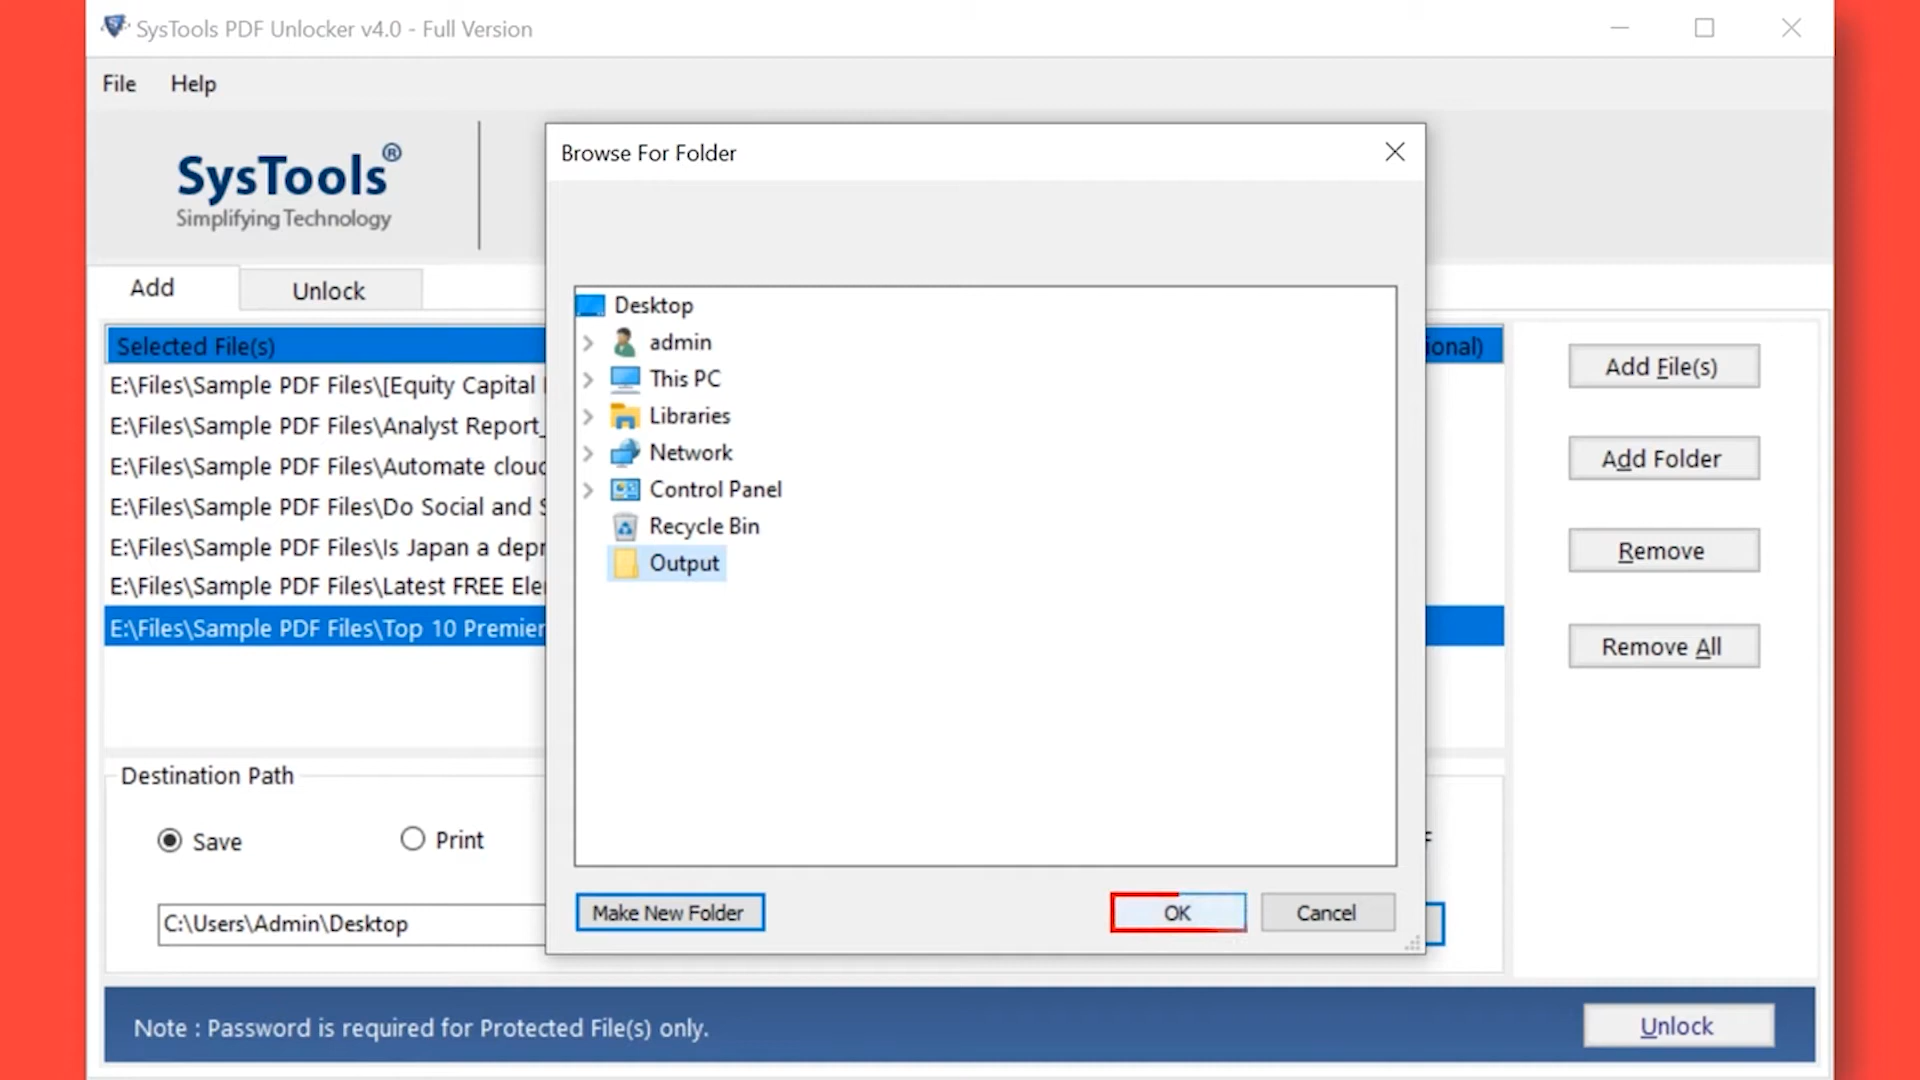 SysTools PDF Unlocker v4.0 - Full Version
File Help
SysTools®
Simplifying Technology
Browse For Folder
Desktop
admin
This PC
Libraries
Network
Control Panel
Recycle Bin
Output
Make New Folder OK Cancel
Add Unlock
Selected File(s)
E:\Files\Sample PDF Files\[Equity Capital
E:\Files\Sample PDF Files\Analyst Report_
E:\Files\Sample PDF Files\Automate clou
E:\Files\Sample PDF Files\Do Social and S
E:\Files\Sample PDF Files\Is Japan a depr
E:\Files\Sample PDF Files\Latest FREE Ele
E:\Files\Sample PDF Files\Top 10 Premier
ional)
Add File(s)
Add Folder
Remove
Remove All
Destination Path
Save Print
C:\Users\Admin\Desktop
Note : Password is required for Protected File(s) only.
Unlock